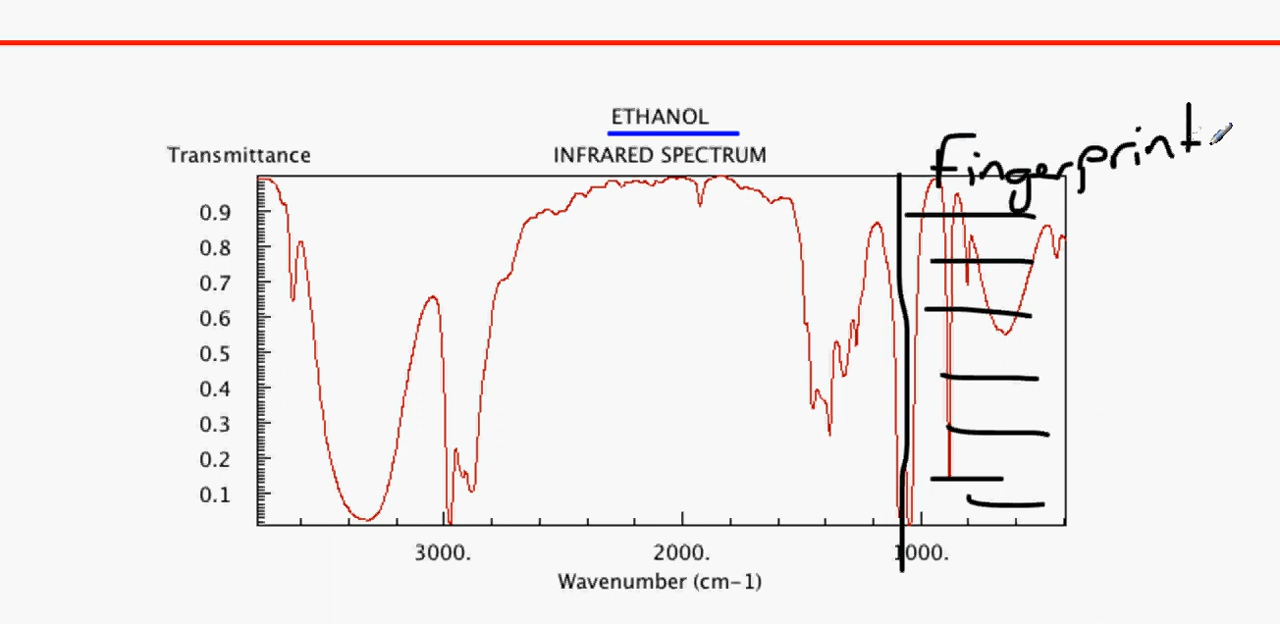 ETHANOL
Transmittance
INFRARED SPECTRUM
fingerprint
0.9
0.8
0.7
0.6
0.5
0.4
0.3
0.2
0.1
3000. 2000. 1000.
Wavenumber (cm-1)